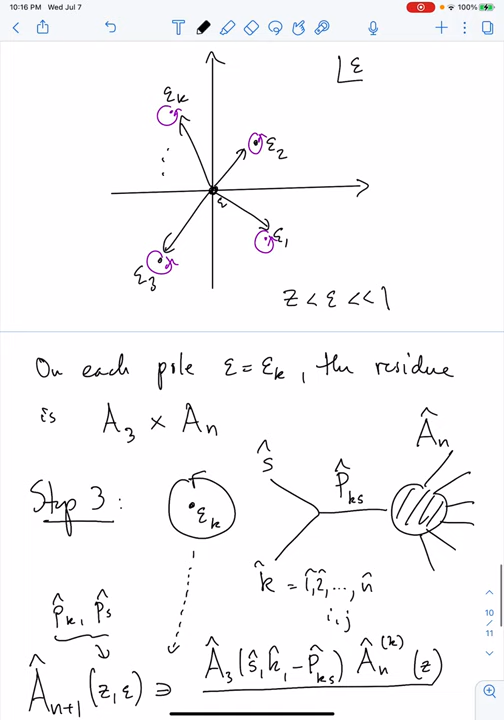 10:16 PM Wed Jul 7
100%
T
ε
ε_k
ε_2
ε
ε_1
ε_3
z < ε << 1
On each pole ε = ε_k, the residue
is A_3 × A_n
Â_n
Step 3:
ε_k
ŝ
P̂_ks
k̂ = 1̂, 2̂, ..., n̂
i, j
p̂_k, p̂_s
Â_{n+1}(z, ε) ∋ Â_3(ŝ, k̂, -P̂_ks) Â_n^{(k)}(z)
10
11